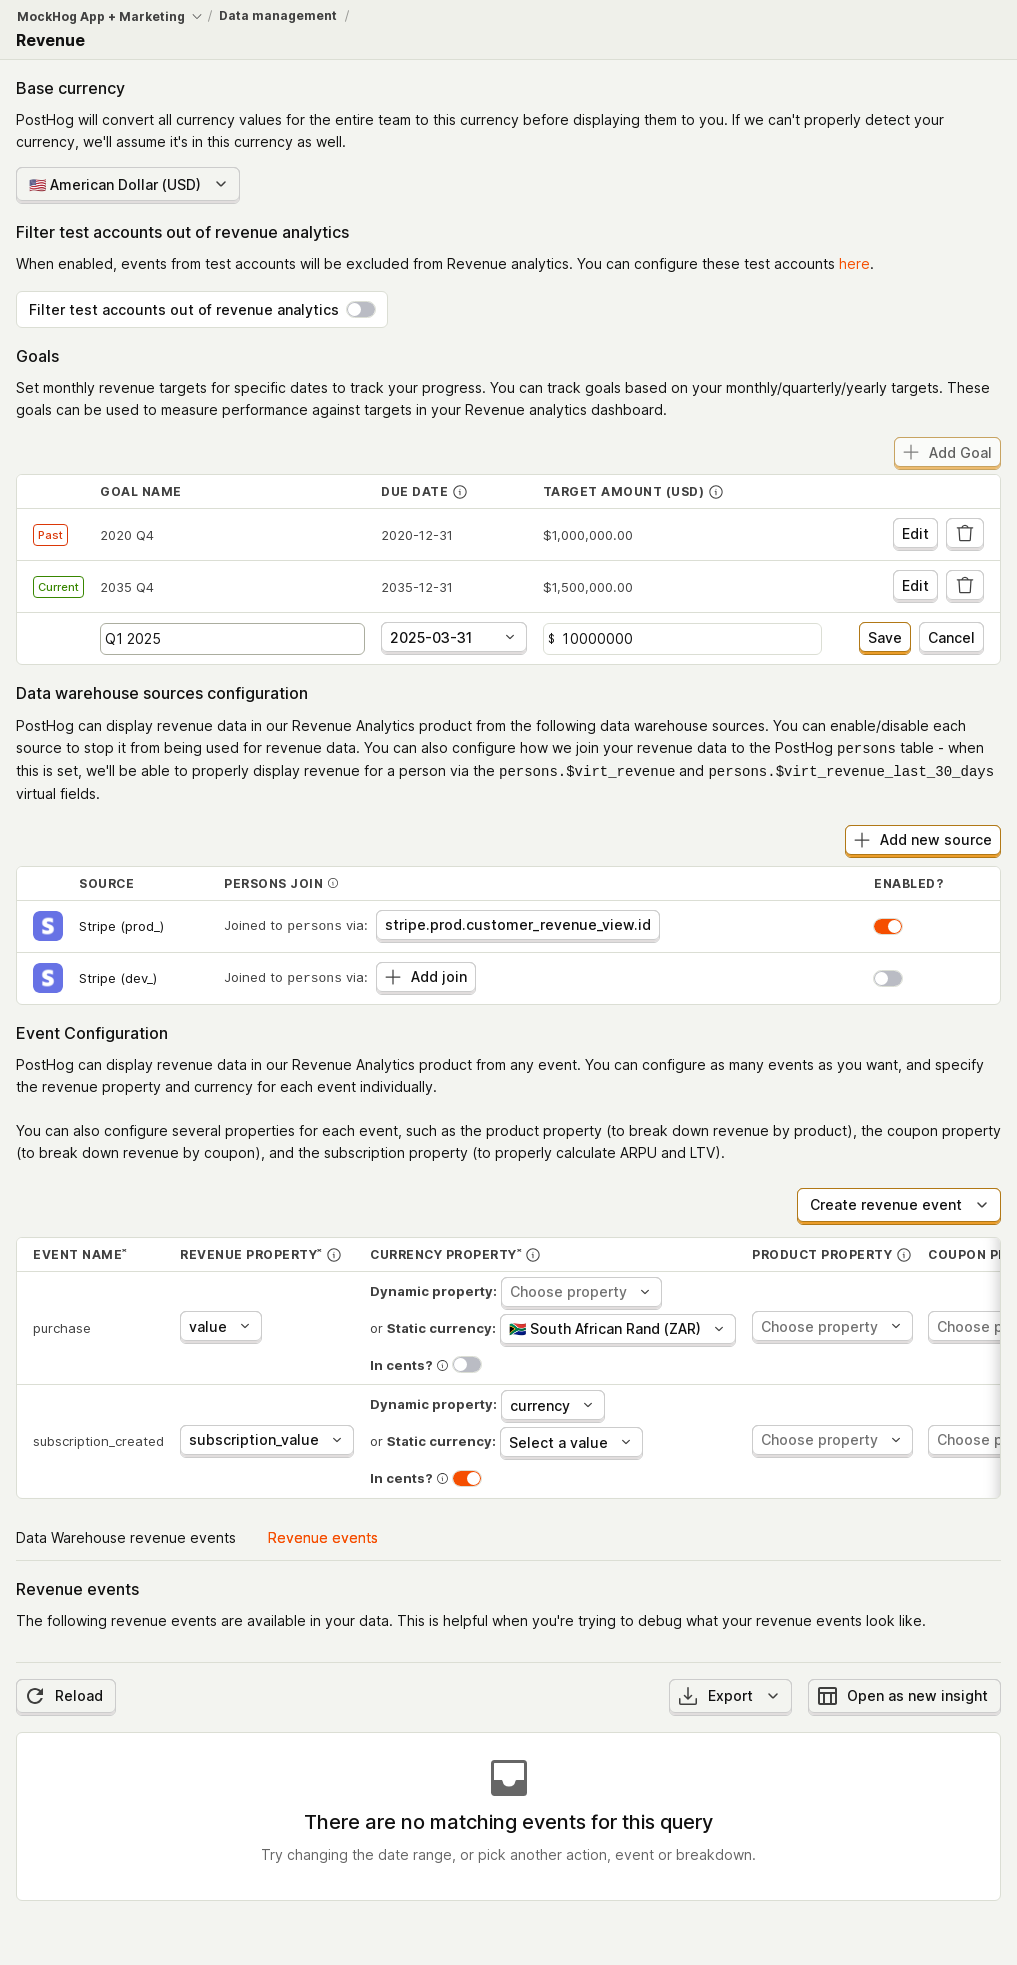 MockHog App + Marketing / Data management /
Revenue
Base currency
PostHog will convert all currency values for the entire team to this currency before displaying them to you. If we can't properly detect your
currency, we'll assume it's in this currency as well.
🇺🇸 American Dollar (USD)
Filter test accounts out of revenue analytics
When enabled, events from test accounts will be excluded from Revenue analytics. You can configure these test accounts here.
Filter test accounts out of revenue analytics
Goals
Set monthly revenue targets for specific dates to track your progress. You can track goals based on your monthly/quarterly/yearly targets. These
goals can be used to measure performance against targets in your Revenue analytics dashboard.
Add Goal
GOAL NAME DUE DATE TARGET AMOUNT (USD)
Past 2020 Q4 2020-12-31 $1,000,000.00 Edit
Current 2035 Q4 2035-12-31 $1,500,000.00 Edit
Q1 2025 2025-03-31 $ 10000000 Save Cancel
Data warehouse sources configuration
PostHog can display revenue data in our Revenue Analytics product from the following data warehouse sources. You can enable/disable each
source to stop it from being used for revenue data. You can also configure how we join your revenue data to the PostHog persons table - when
this is set, we'll be able to properly display revenue for a person via the persons.$virt_revenue and persons.$virt_revenue_last_30_days
virtual fields.
Add new source
SOURCE PERSONS JOIN ENABLED?
S Stripe (prod_) Joined to persons via: stripe.prod.customer_revenue_view.id
S Stripe (dev_) Joined to persons via: Add join
Event Configuration
PostHog can display revenue data in our Revenue Analytics product from any event. You can configure as many events as you want, and specify
the revenue property and currency for each event individually.
You can also configure several properties for each event, such as the product property (to break down revenue by product), the coupon property
(to break down revenue by coupon), and the subscription property (to properly calculate ARPU and LTV).
Create revenue event
EVENT NAME* REVENUE PROPERTY* CURRENCY PROPERTY* PRODUCT PROPERTY COUPON P
Dynamic property: Choose property
purchase value or Static currency: 🇿🇦 South African Rand (ZAR) Choose property Choose p
In cents?
Dynamic property: currency
subscription_created subscription_value or Static currency: Select a value Choose property Choose p
In cents?
Data Warehouse revenue events Revenue events
Revenue events
The following revenue events are available in your data. This is helpful when you're trying to debug what your revenue events look like.
Reload Export Open as new insight
There are no matching events for this query
Try changing the date range, or pick another action, event or breakdown.